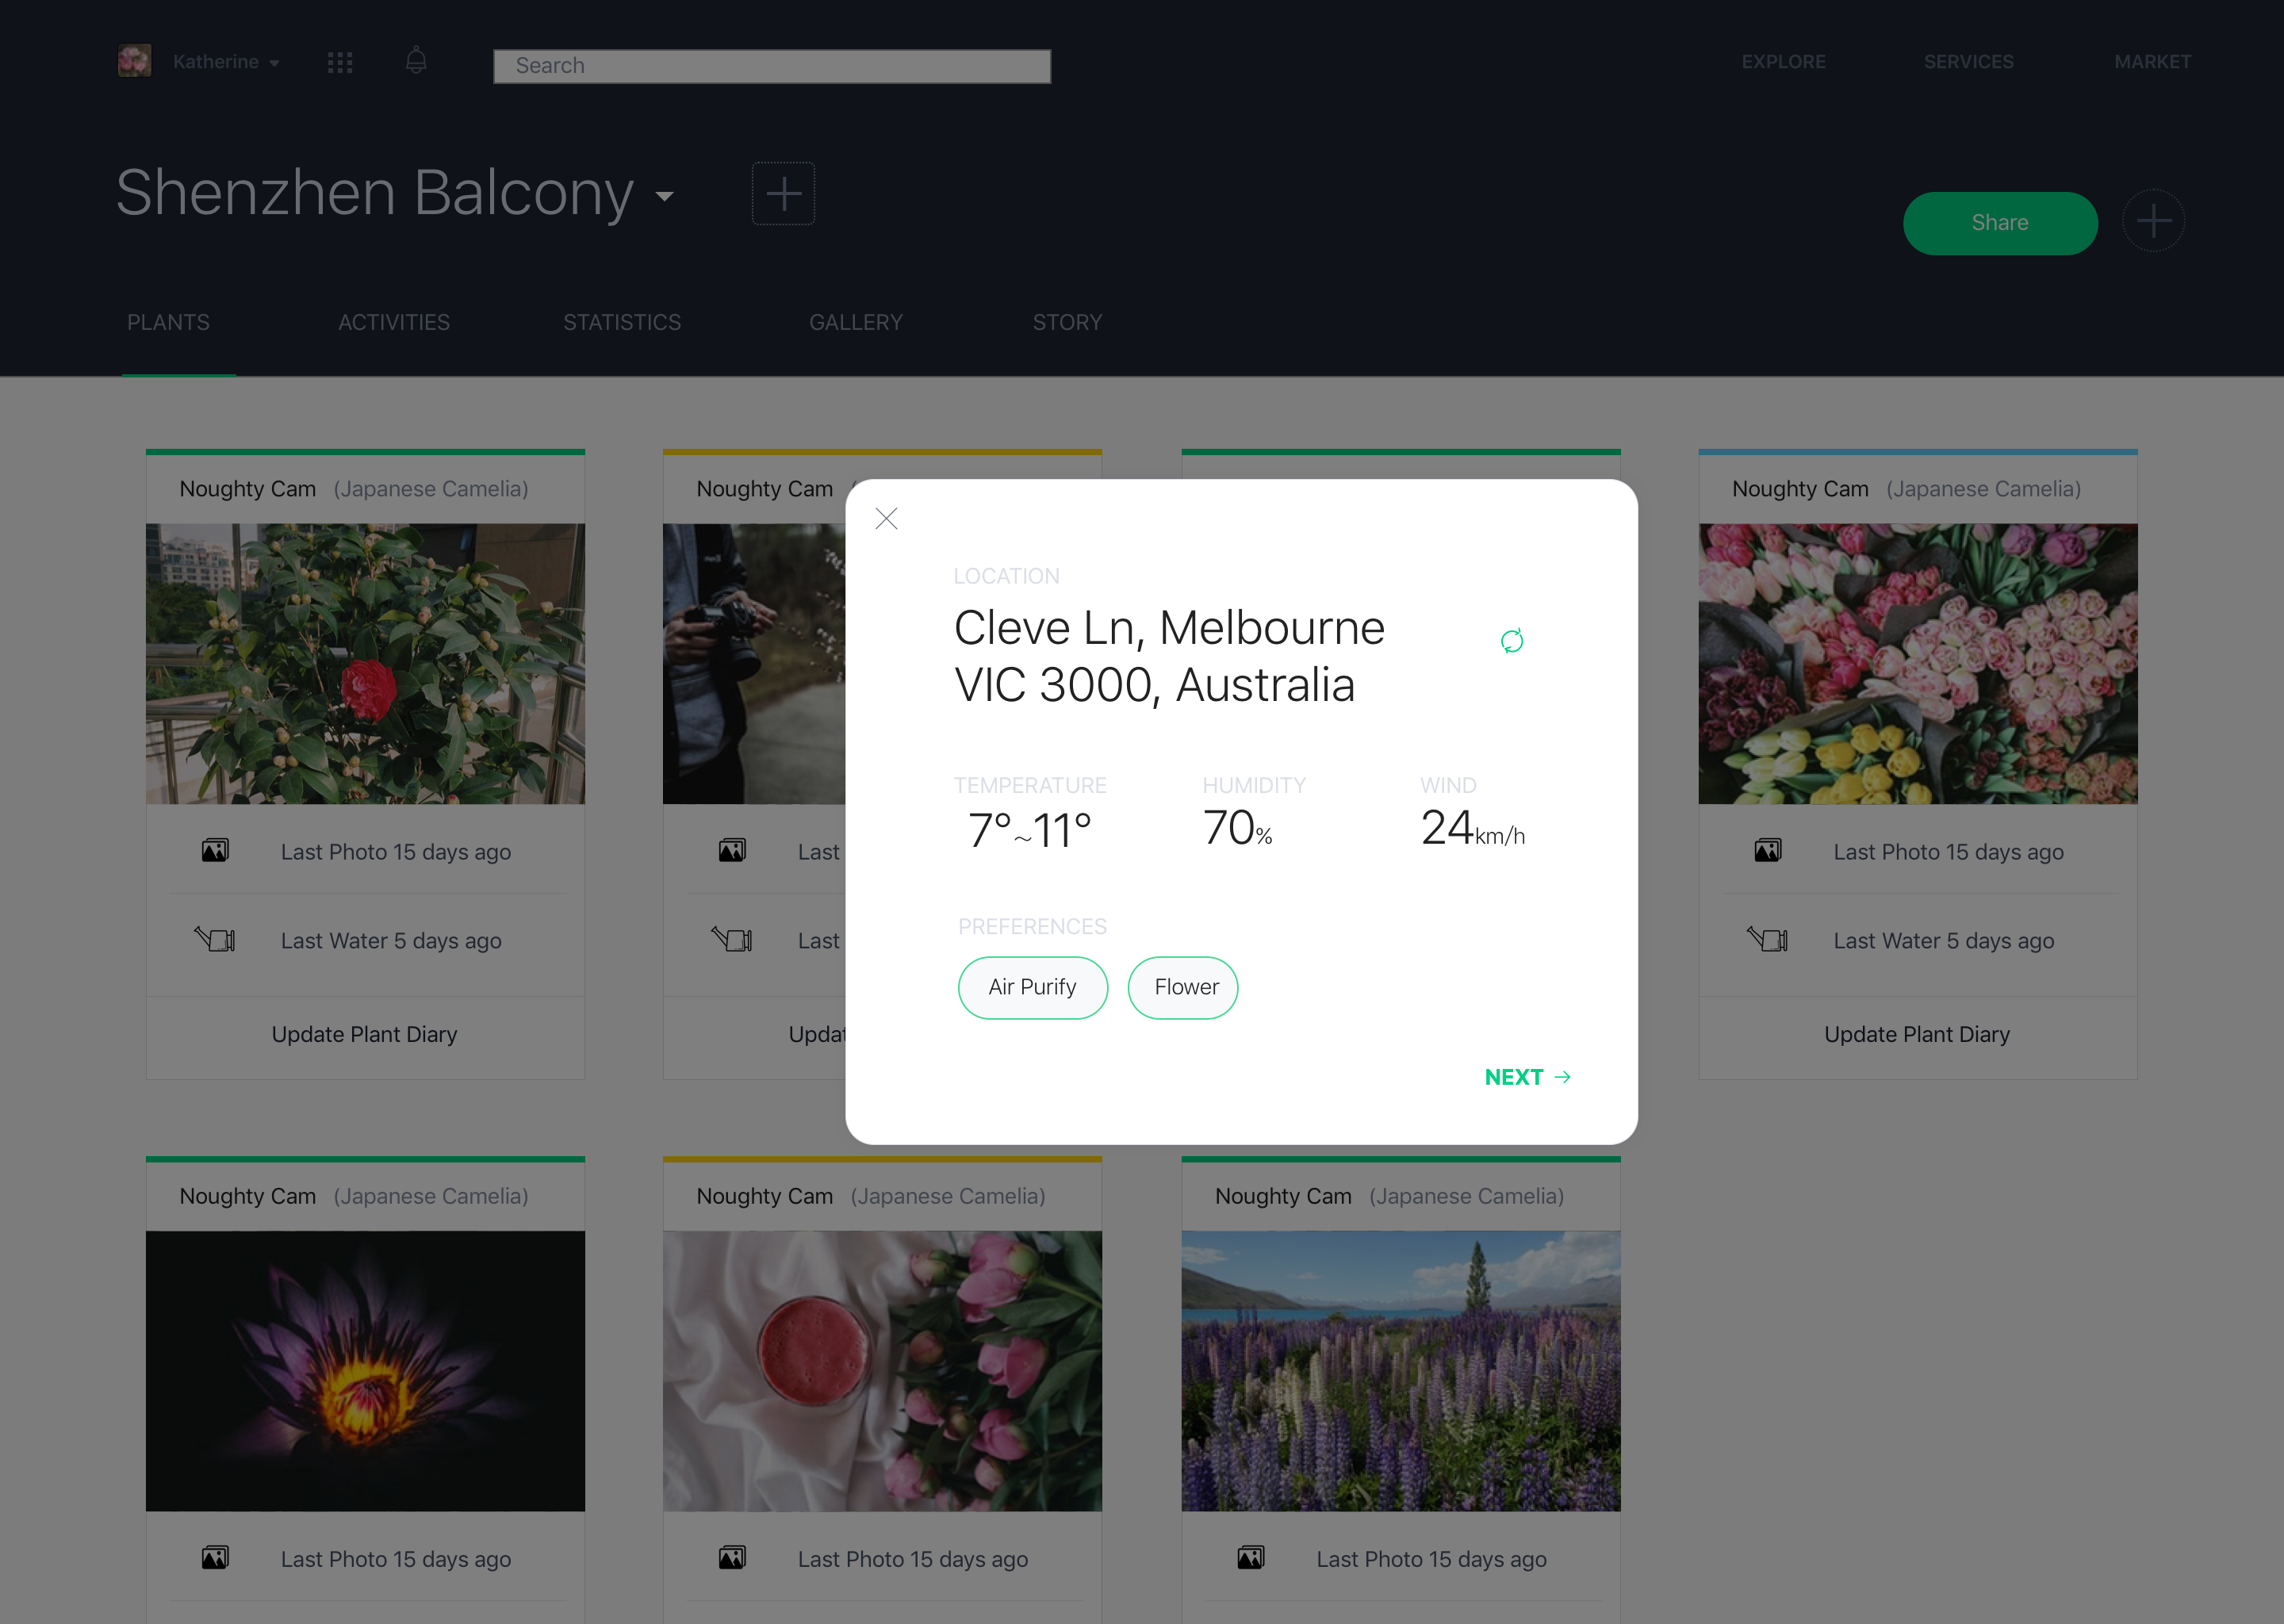 Katherine
Search
EXPLORE
SERVICES
MARKET
Shenzhen Balcony
Share
PLANTS
ACTIVITIES
STATISTICS
GALLERY
STORY
Noughty Cam (Japanese Camelia)
Noughty Cam (
Noughty Cam (Japanese Camelia)
Last Photo 15 days ago
Last
Last Photo 15 days ago
Last Water 5 days ago
Last
Last Water 5 days ago
Update Plant Diary
Updat
Update Plant Diary
LOCATION
Cleve Ln, Melbourne
VIC 3000, Australia
TEMPERATURE
HUMIDITY
WIND
7°~11°
70%
24km/h
PREFERENCES
Air Purify
Flower
NEXT →
Noughty Cam (Japanese Camelia)
Noughty Cam (Japanese Camelia)
Noughty Cam (Japanese Camelia)
Last Photo 15 days ago
Last Photo 15 days ago
Last Photo 15 days ago